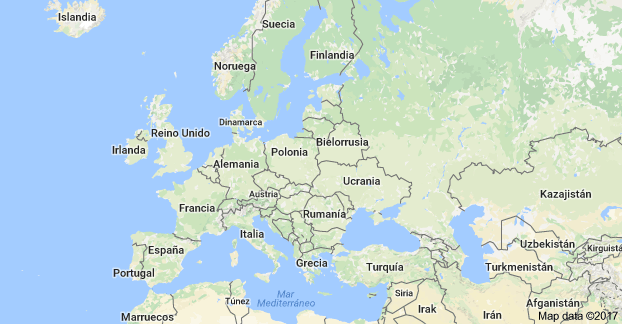 Islandia
Suecia
Finlandia
Noruega
Dinamarca
Reino Unido
Irlanda
Bielorrusia
Polonia
Alemania
Ucrania
Austria
Kazajistán
Francia
Rumanía
Italia
España
Uzbekistán
Kirguistán
Portugal
Grecia
Turquía
Turkmenistán
Mar
Mediterráneo
Túnez
Siria
Marruecos
Irak
Irán
Afganistán
Map data ©2017